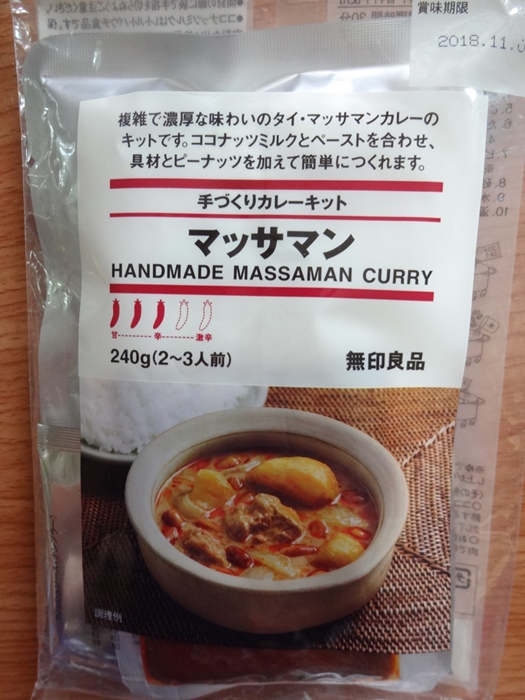 賞味期限
2018.11.
複雑で濃厚な味わいのタイ・マッサマンカレーの
キットです。ココナッツミルクとペーストを合わせ、
具材とピーナッツを加えて簡単につくれます。
手づくりカレーキット
マッサマン
HANDMADE MASSAMAN CURRY
甘---------辛---------激辛
240g(2〜3人前)
無印良品
調理例